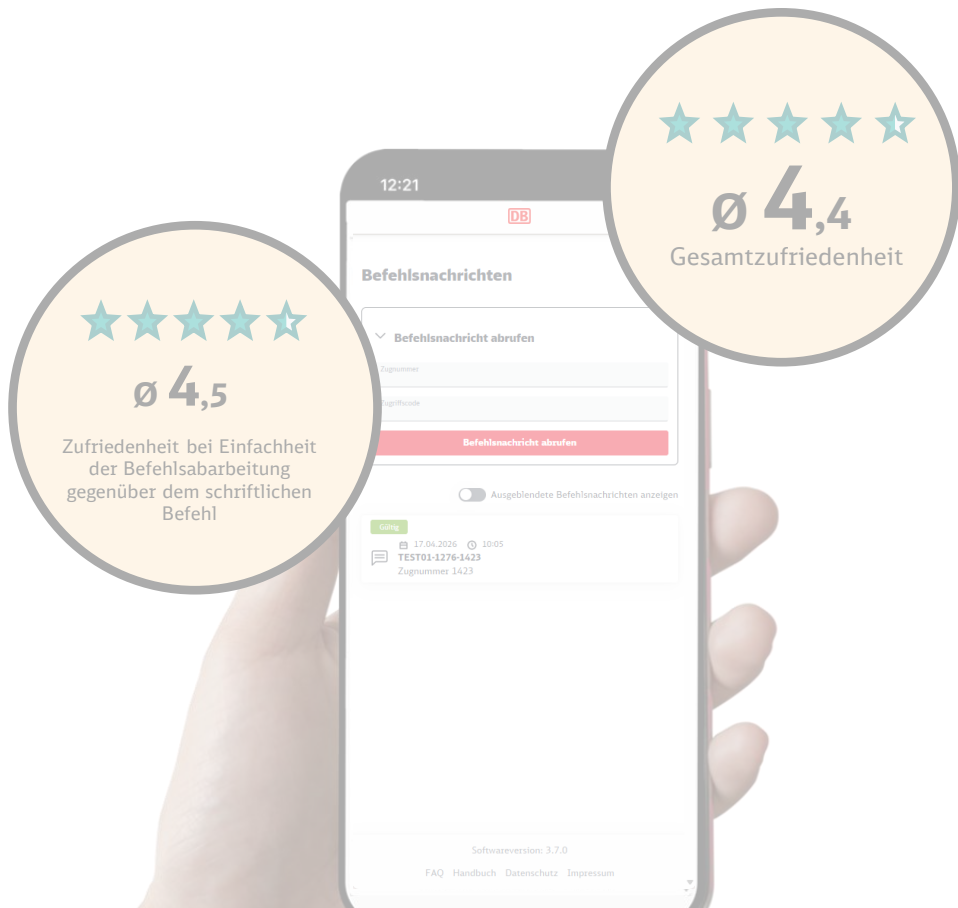 12:21
DB
Ø 4,4
Gesamtzufriedenheit
Ø 4,5
Zufriedenheit bei Einfachheit
der Befehlsabarbeitung
gegenüber dem schriftlichen
Befehl
Befehlsnachrichten
Befehlsnachricht abrufen
Zugnummer
Zugriffscode
Befehlsnachricht abrufen
Ausgeblendete Befehlsnachrichten anzeigen
Gültig
17.04.2026 10:05
TEST01-1276-1423
Zugnummer 1423
Softwareversion: 3.7.0
FAQ Handbuch Datenschutz Impressum